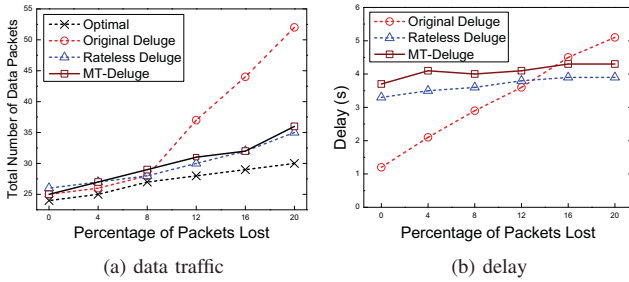 Total Number of Data Packets
55
50
45
40
35
30
25
Optimal
Original Deluge
Rateless Deluge
MT-Deluge
0 4 8 12 16 20
Percentage of Packets Lost
(a) data traffic
Delay (s)
6
5
4
3
2
1
0
Original Deluge
Rateless Deluge
MT-Deluge
0 4 8 12 16 20
Percentage of Packets Lost
(b) delay